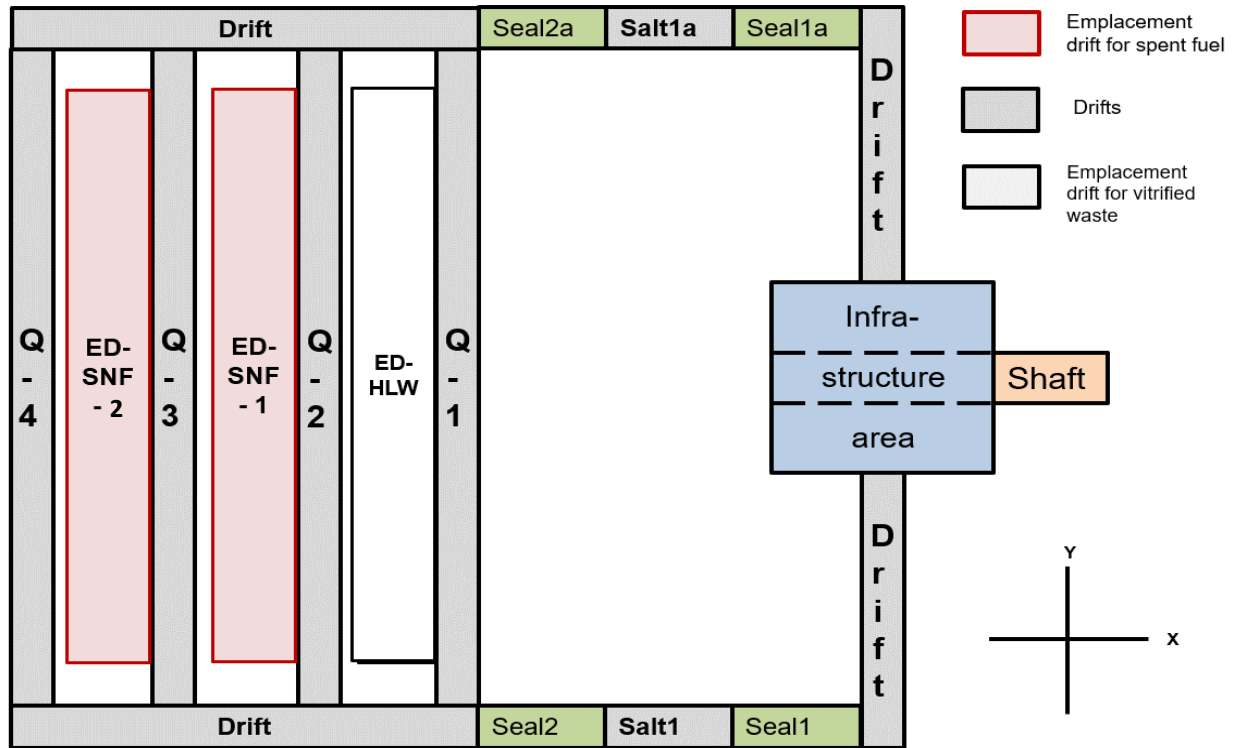 Drift
Seal2a
Salt1a
Seal1a
D
r
i
f
t
Emplacement
drift for spent fuel
Drifts
Emplacement
drift for vitrified
waste
Q
-
4
ED-
SNF
- 2
Q
-
3
ED-
SNF
- 1
Q
-
2
ED-
HLW
Q
-
1
Infra-
structure
area
Shaft
D
r
i
f
t
Y
X
Drift
Seal2
Salt1
Seal1